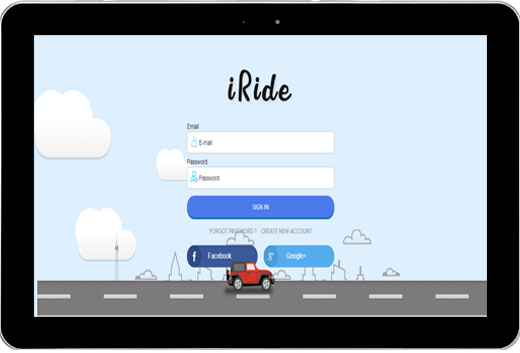 iRide
Email
E-mail
Password
Password
SIGN IN
FORGOT PASSWORD ? CREATE NEW ACCOUNT
f Facebook g+ Google+